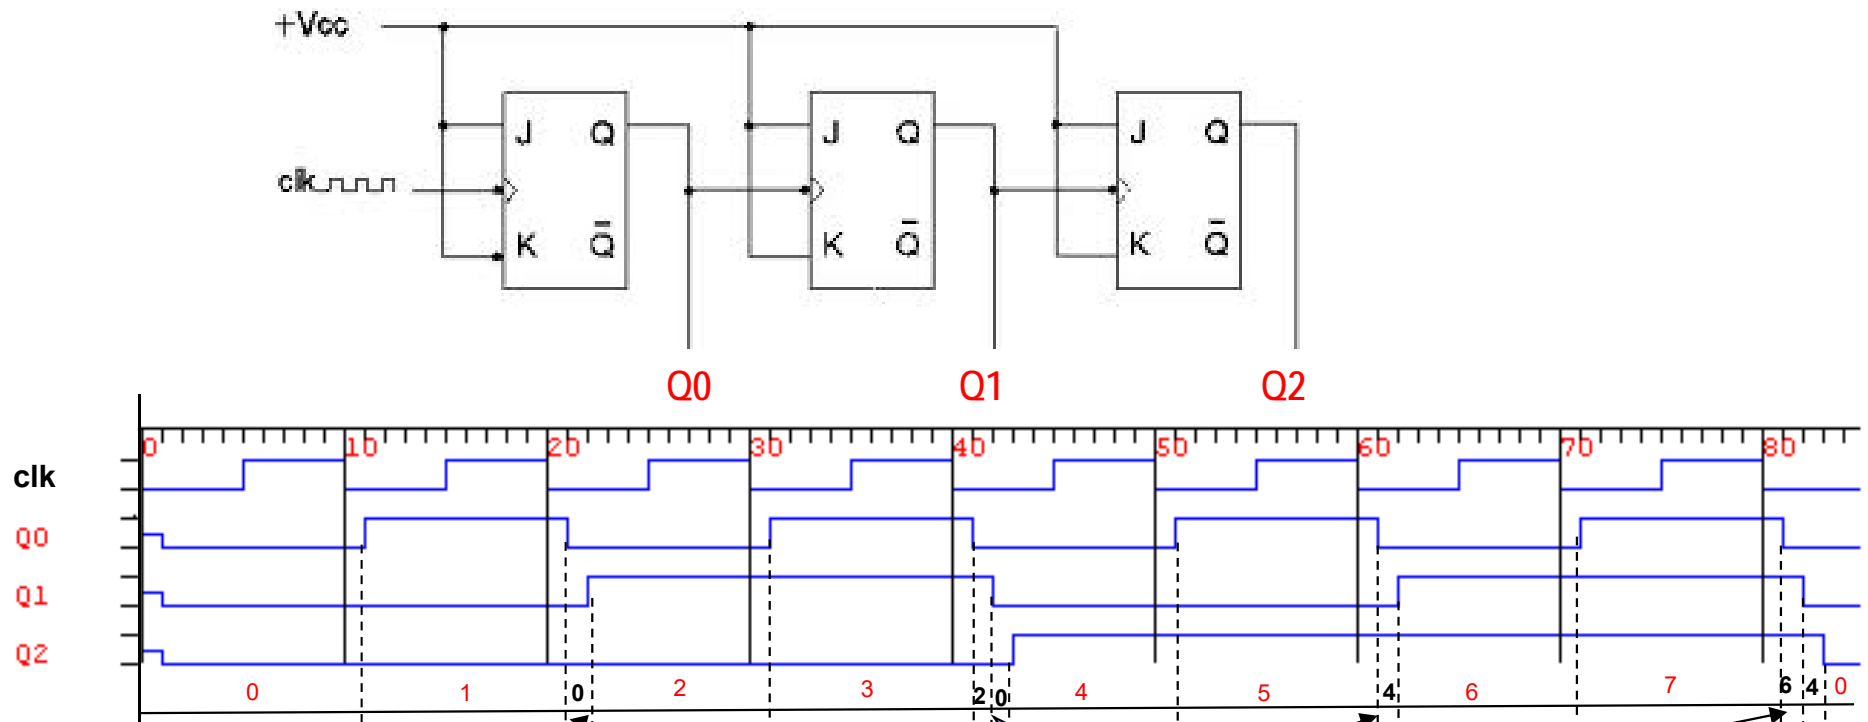 +Vcc
J Q J Q J Q
clk
K Q̅ K Q̅ K Q̅
Q0 Q1 Q2
0 10 20 30 40 50 60 70 80
clk
Q0
Q1
Q2
0 1 0 2 3 2 0 4 5 4 6 7 6 4 0